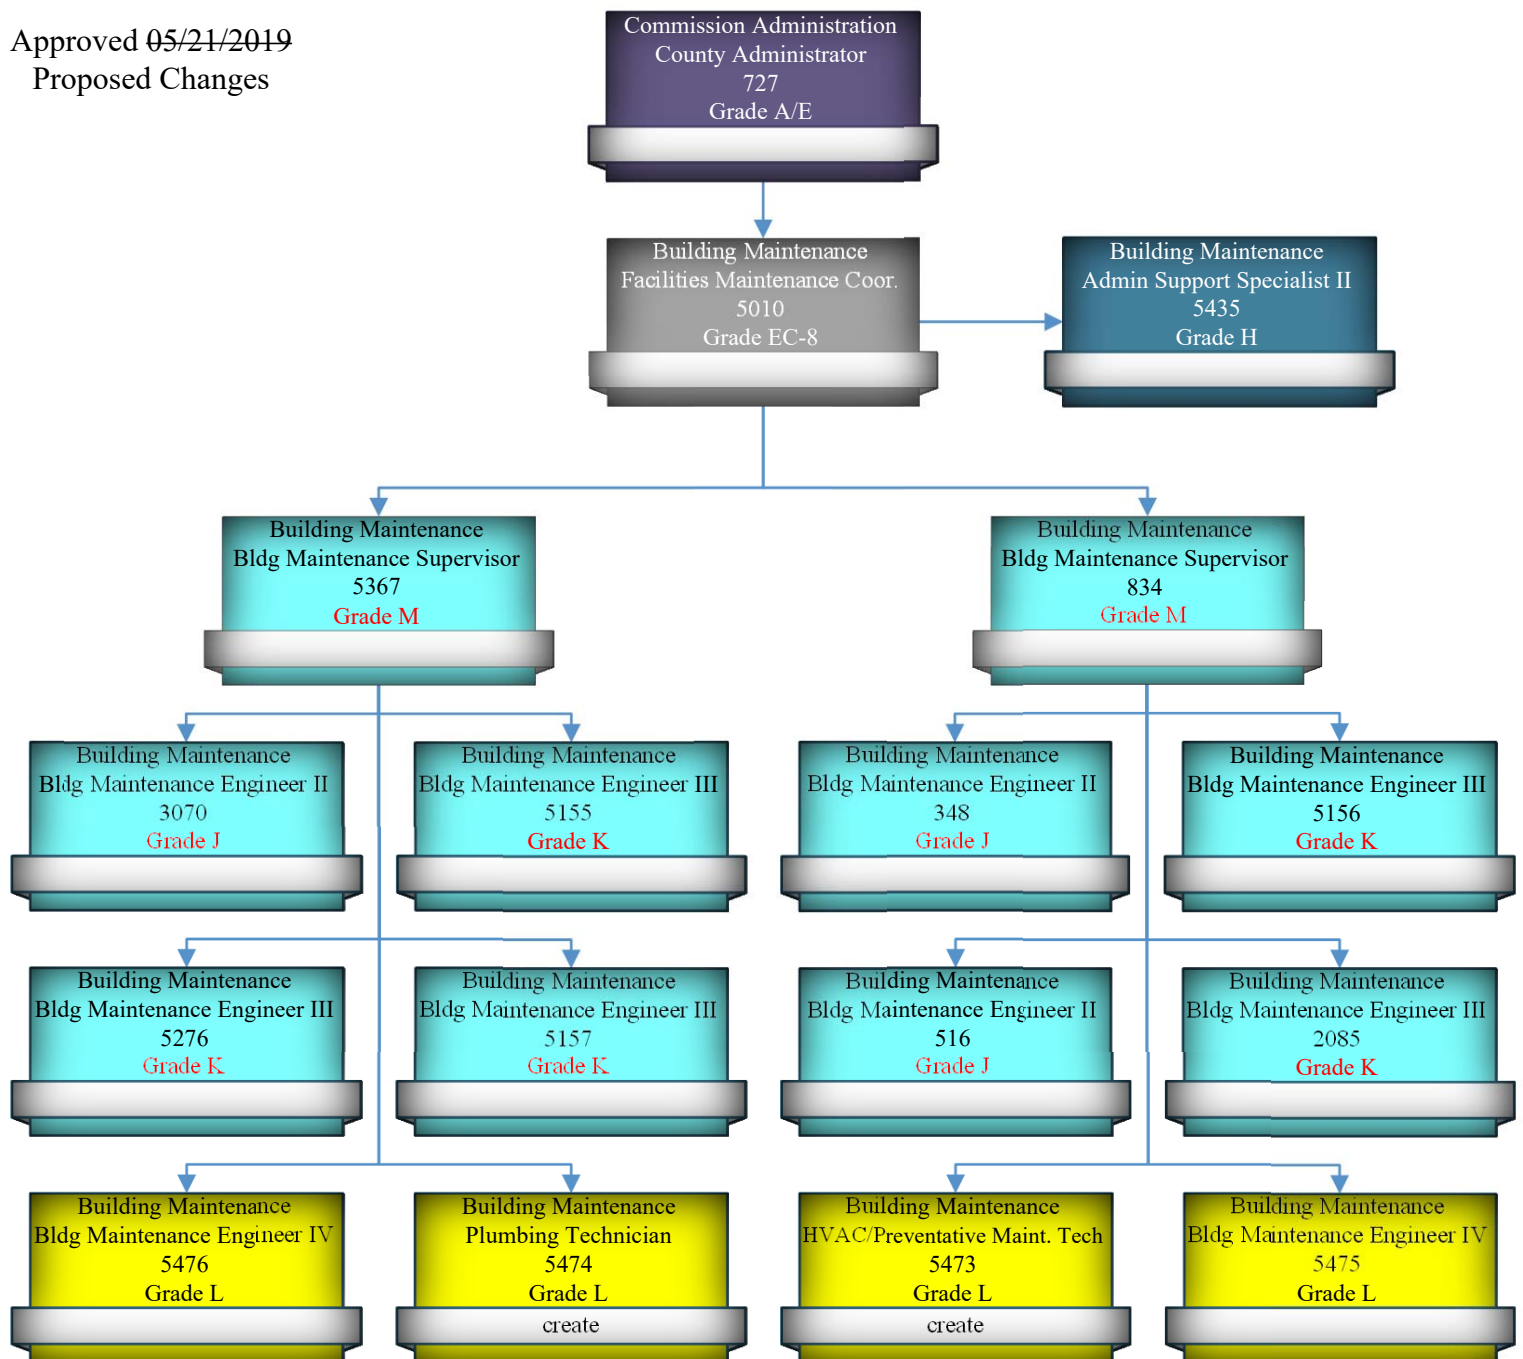 Approved 05/21/2019
Proposed Changes
Commission Administration
County Administrator
727
Grade A/E
Building Maintenance
Facilities Maintenance Coor.
5010
Grade EC-8
Building Maintenance
Admin Support Specialist II
5435
Grade H
Building Maintenance
Bldg Maintenance Supervisor
5367
Grade M
Building Maintenance
Bldg Maintenance Supervisor
834
Grade M
Building Maintenance
Bldg Maintenance Engineer II
3070
Grade J
Building Maintenance
Bldg Maintenance Engineer III
5155
Grade K
Building Maintenance
Bldg Maintenance Engineer II
348
Grade J
Building Maintenance
Bldg Maintenance Engineer III
5156
Grade K
Building Maintenance
Bldg Maintenance Engineer III
5276
Grade K
Building Maintenance
Bldg Maintenance Engineer III
5157
Grade K
Building Maintenance
Bldg Maintenance Engineer II
516
Grade J
Building Maintenance
Bldg Maintenance Engineer III
2085
Grade K
Building Maintenance
Bldg Maintenance Engineer IV
5476
Grade L
Building Maintenance
Plumbing Technician
5474
Grade L
create
Building Maintenance
HVAC/Preventative Maint. Tech
5473
Grade L
create
Building Maintenance
Bldg Maintenance Engineer IV
5475
Grade L